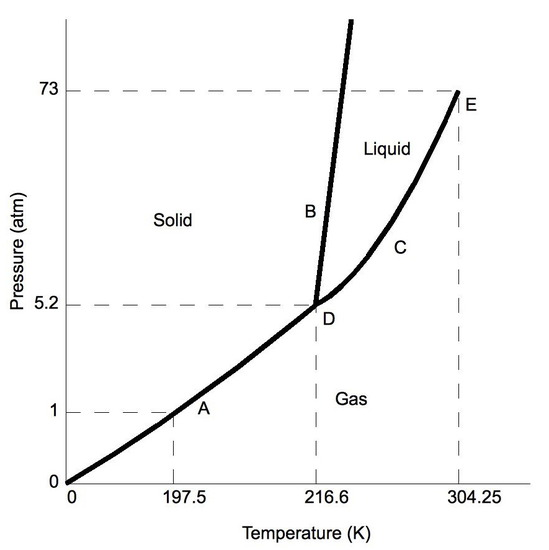 73
E
Liquid
B
Solid
C
Pressure (atm)
5.2
D
Gas
1
A
0
0
197.5
216.6
304.25
Temperature (K)